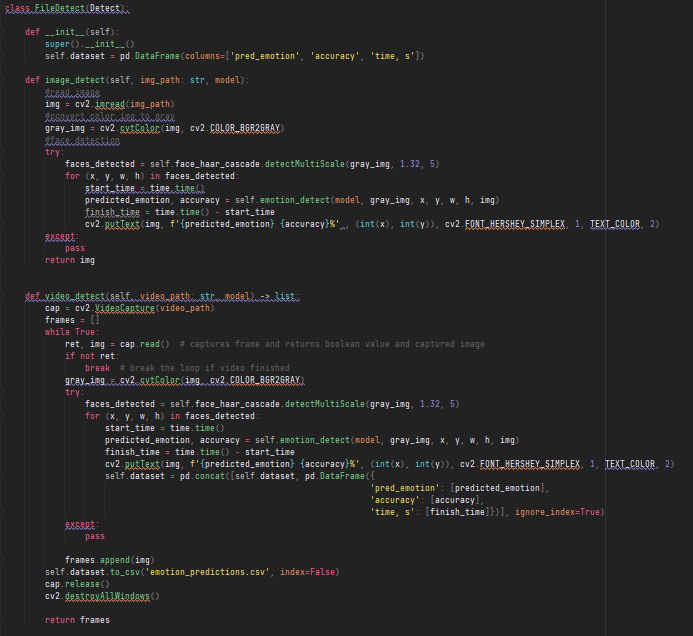 class FileDetect(Detect):
    def __init__(self):
        super().__init__()
        self.dataset = pd.DataFrame(columns=['pred_emotion', 'accuracy', 'time, s'])
    def image_detect(self, img_path: str, model):
        #read image
        img = cv2.imread(img_path)
        #convert color img to gray
        gray_img = cv2.cvtColor(img, cv2.COLOR_BGR2GRAY)
        #face detection
        try:
            faces_detected = self.face_haar_cascade.detectMultiScale(gray_img, 1.32, 5)
            for (x, y, w, h) in faces_detected:
                start_time = time.time()
                predicted_emotion, accuracy = self.emotion_detect(model, gray_img, x, y, w, h, img)
                finish_time = time.time() - start_time
                cv2.putText(img, f'{predicted_emotion} {accuracy}%' , (int(x), int(y)), cv2.FONT_HERSHEY_SIMPLEX, 1, TEXT_COLOR, 2)
        except:
            pass
        return img
    def video_detect(self, video_path: str, model) -> list:
        cap = cv2.VideoCapture(video_path)
        frames = []
        while True:
            ret, img = cap.read()  # captures frame and returns boolean value and captured image
            if not ret:
                break  # break the loop if video finished
            gray_img = cv2.cvtColor(img, cv2.COLOR_BGR2GRAY)
            try:
                faces_detected = self.face_haar_cascade.detectMultiScale(gray_img, 1.32, 5)
                for (x, y, w, h) in faces_detected:
                    start_time = time.time()
                    predicted_emotion, accuracy = self.emotion_detect(model, gray_img, x, y, w, h, img)
                    finish_time = time.time() - start_time
                    cv2.putText(img, f'{predicted_emotion} {accuracy}%', (int(x), int(y)), cv2.FONT_HERSHEY_SIMPLEX, 1, TEXT_COLOR, 2)
                    self.dataset = pd.concat([self.dataset, pd.DataFrame({
                                                                         'pred_emotion': [predicted_emotion],
                                                                         'accuracy': [accuracy],
                                                                         'time, s': [finish_time]})], ignore_index=True)
            except:
                pass
            frames.append(img)
        self.dataset.to_csv('emotion_predictions.csv', index=False)
        cap.release()
        cv2.destroyAllWindows()
        return frames